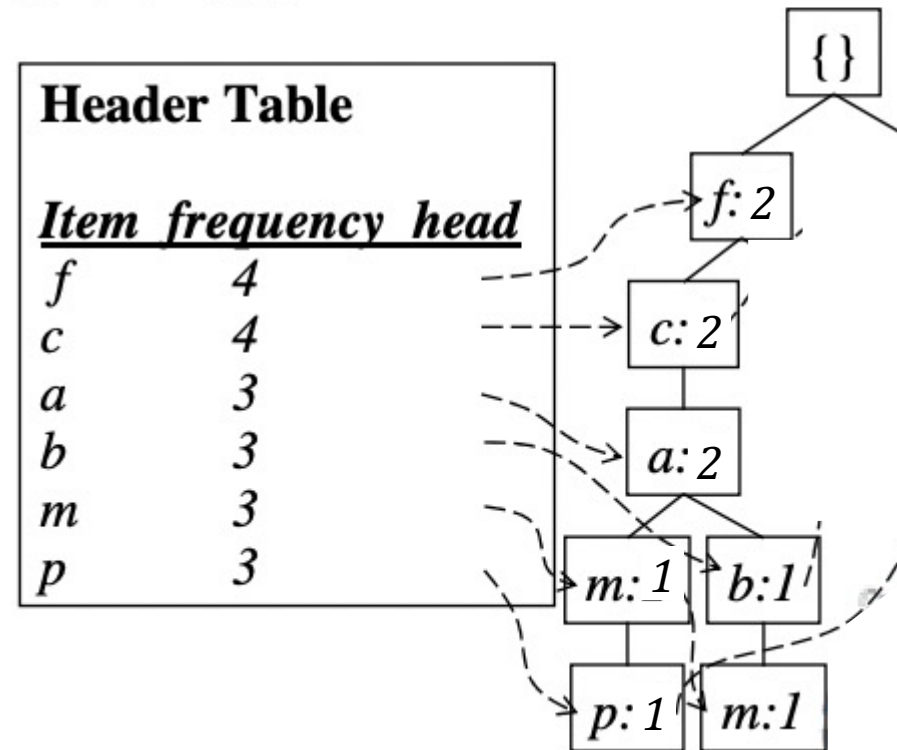 Header Table
Item frequency head
f 4
c 4
a 3
b 3
m 3
p 3
{}
f: 2
c: 2
a: 2
m: 1
b:1
p: 1
m:1